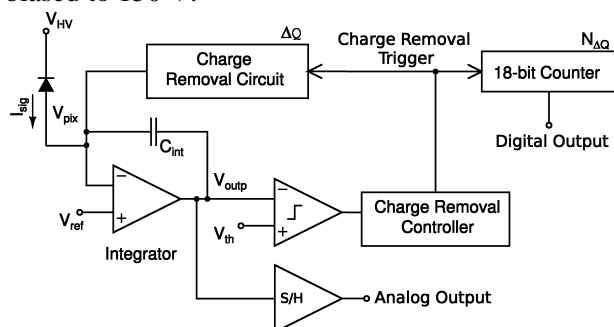 biased to 150 V.
V_HV
ΔQ
Charge Removal Circuit
Charge Removal Trigger
N_ΔQ
18-bit Counter
Digital Output
I_sig
V_pix
C_int
V_ref
Integrator
V_outp
V_th
Charge Removal Controller
S/H
Analog Output
−
+
−
+